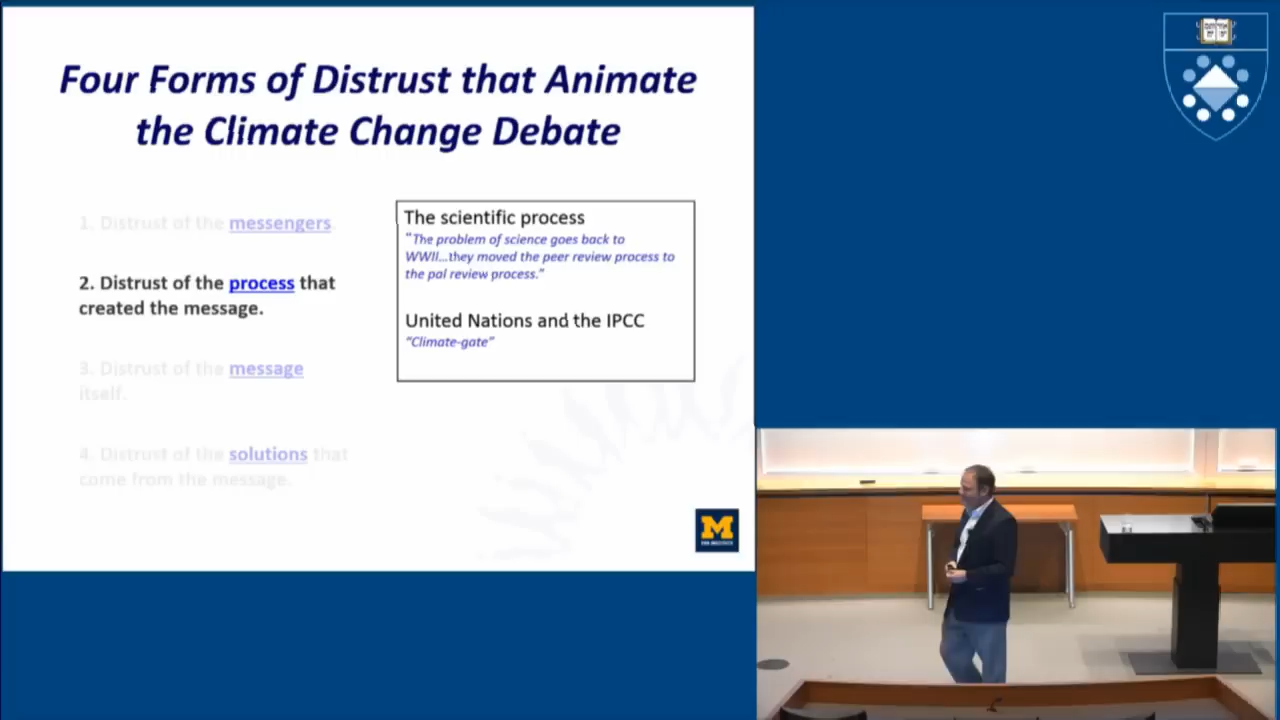 Four Forms of Distrust that Animate
the Climate Change Debate
1. Distrust of the messengers.
2. Distrust of the process that
created the message.
3. Distrust of the message
itself.
4. Distrust of the solutions that
come from the message.
The scientific process
"The problem of science goes back to
WWII...they moved the peer review process to
the pal review process."
United Nations and the IPCC
"Climate-gate"
M